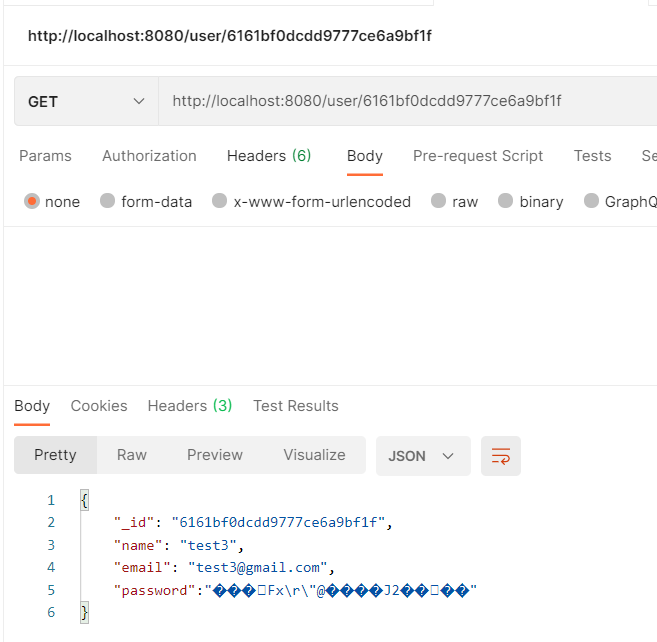 http://localhost:8080/user/6161bf0dcdd9777ce6a9bf1f
GET http://localhost:8080/user/6161bf0dcdd9777ce6a9bf1f
Params Authorization Headers (6) Body Pre-request Script Tests Se
none form-data x-www-form-urlencoded raw binary GraphQ
Body Cookies Headers (3) Test Results
Pretty Raw Preview Visualize JSON
1 {
2 "_id": "6161bf0dcdd9777ce6a9bf1f",
3 "name": "test3",
4 "email": "test3@gmail.com",
5 "password":"���▯Fx\r\"@����J2��▯��"
6 }